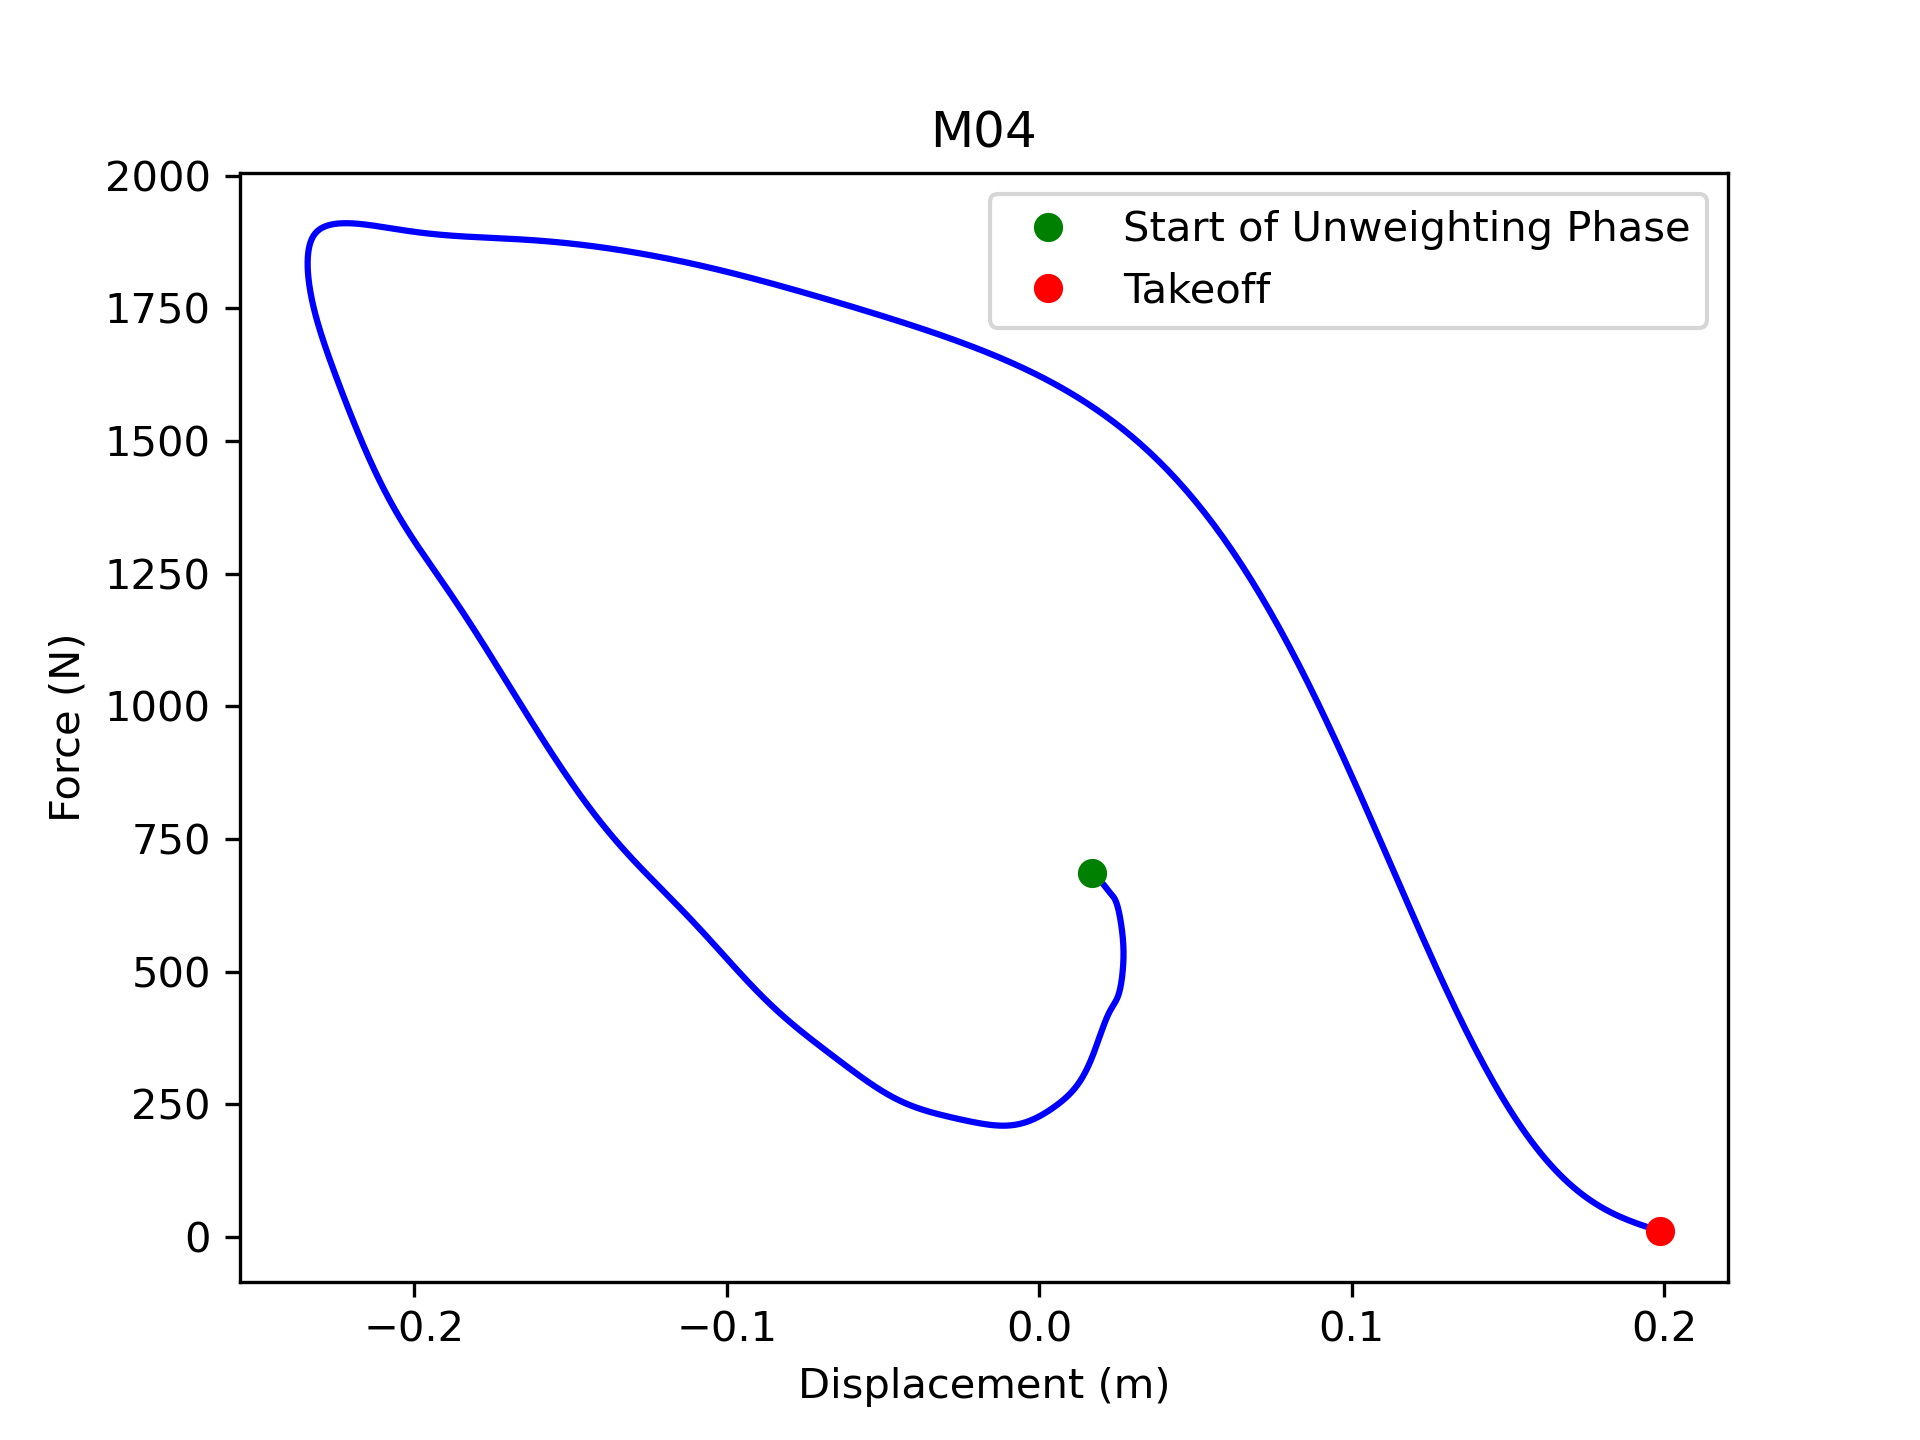 M04
2000
1750
1500
1250
1000
750
500
250
0
Force (N)
Start of Unweighting Phase
Takeoff
−0.2 −0.1 0.0 0.1 0.2
Displacement (m)